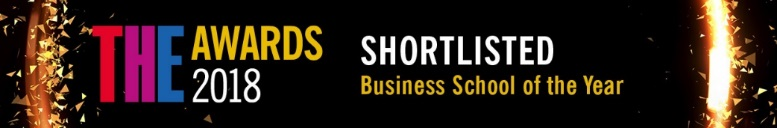 THE AWARDS
2018
SHORTLISTED
Business School of the Year